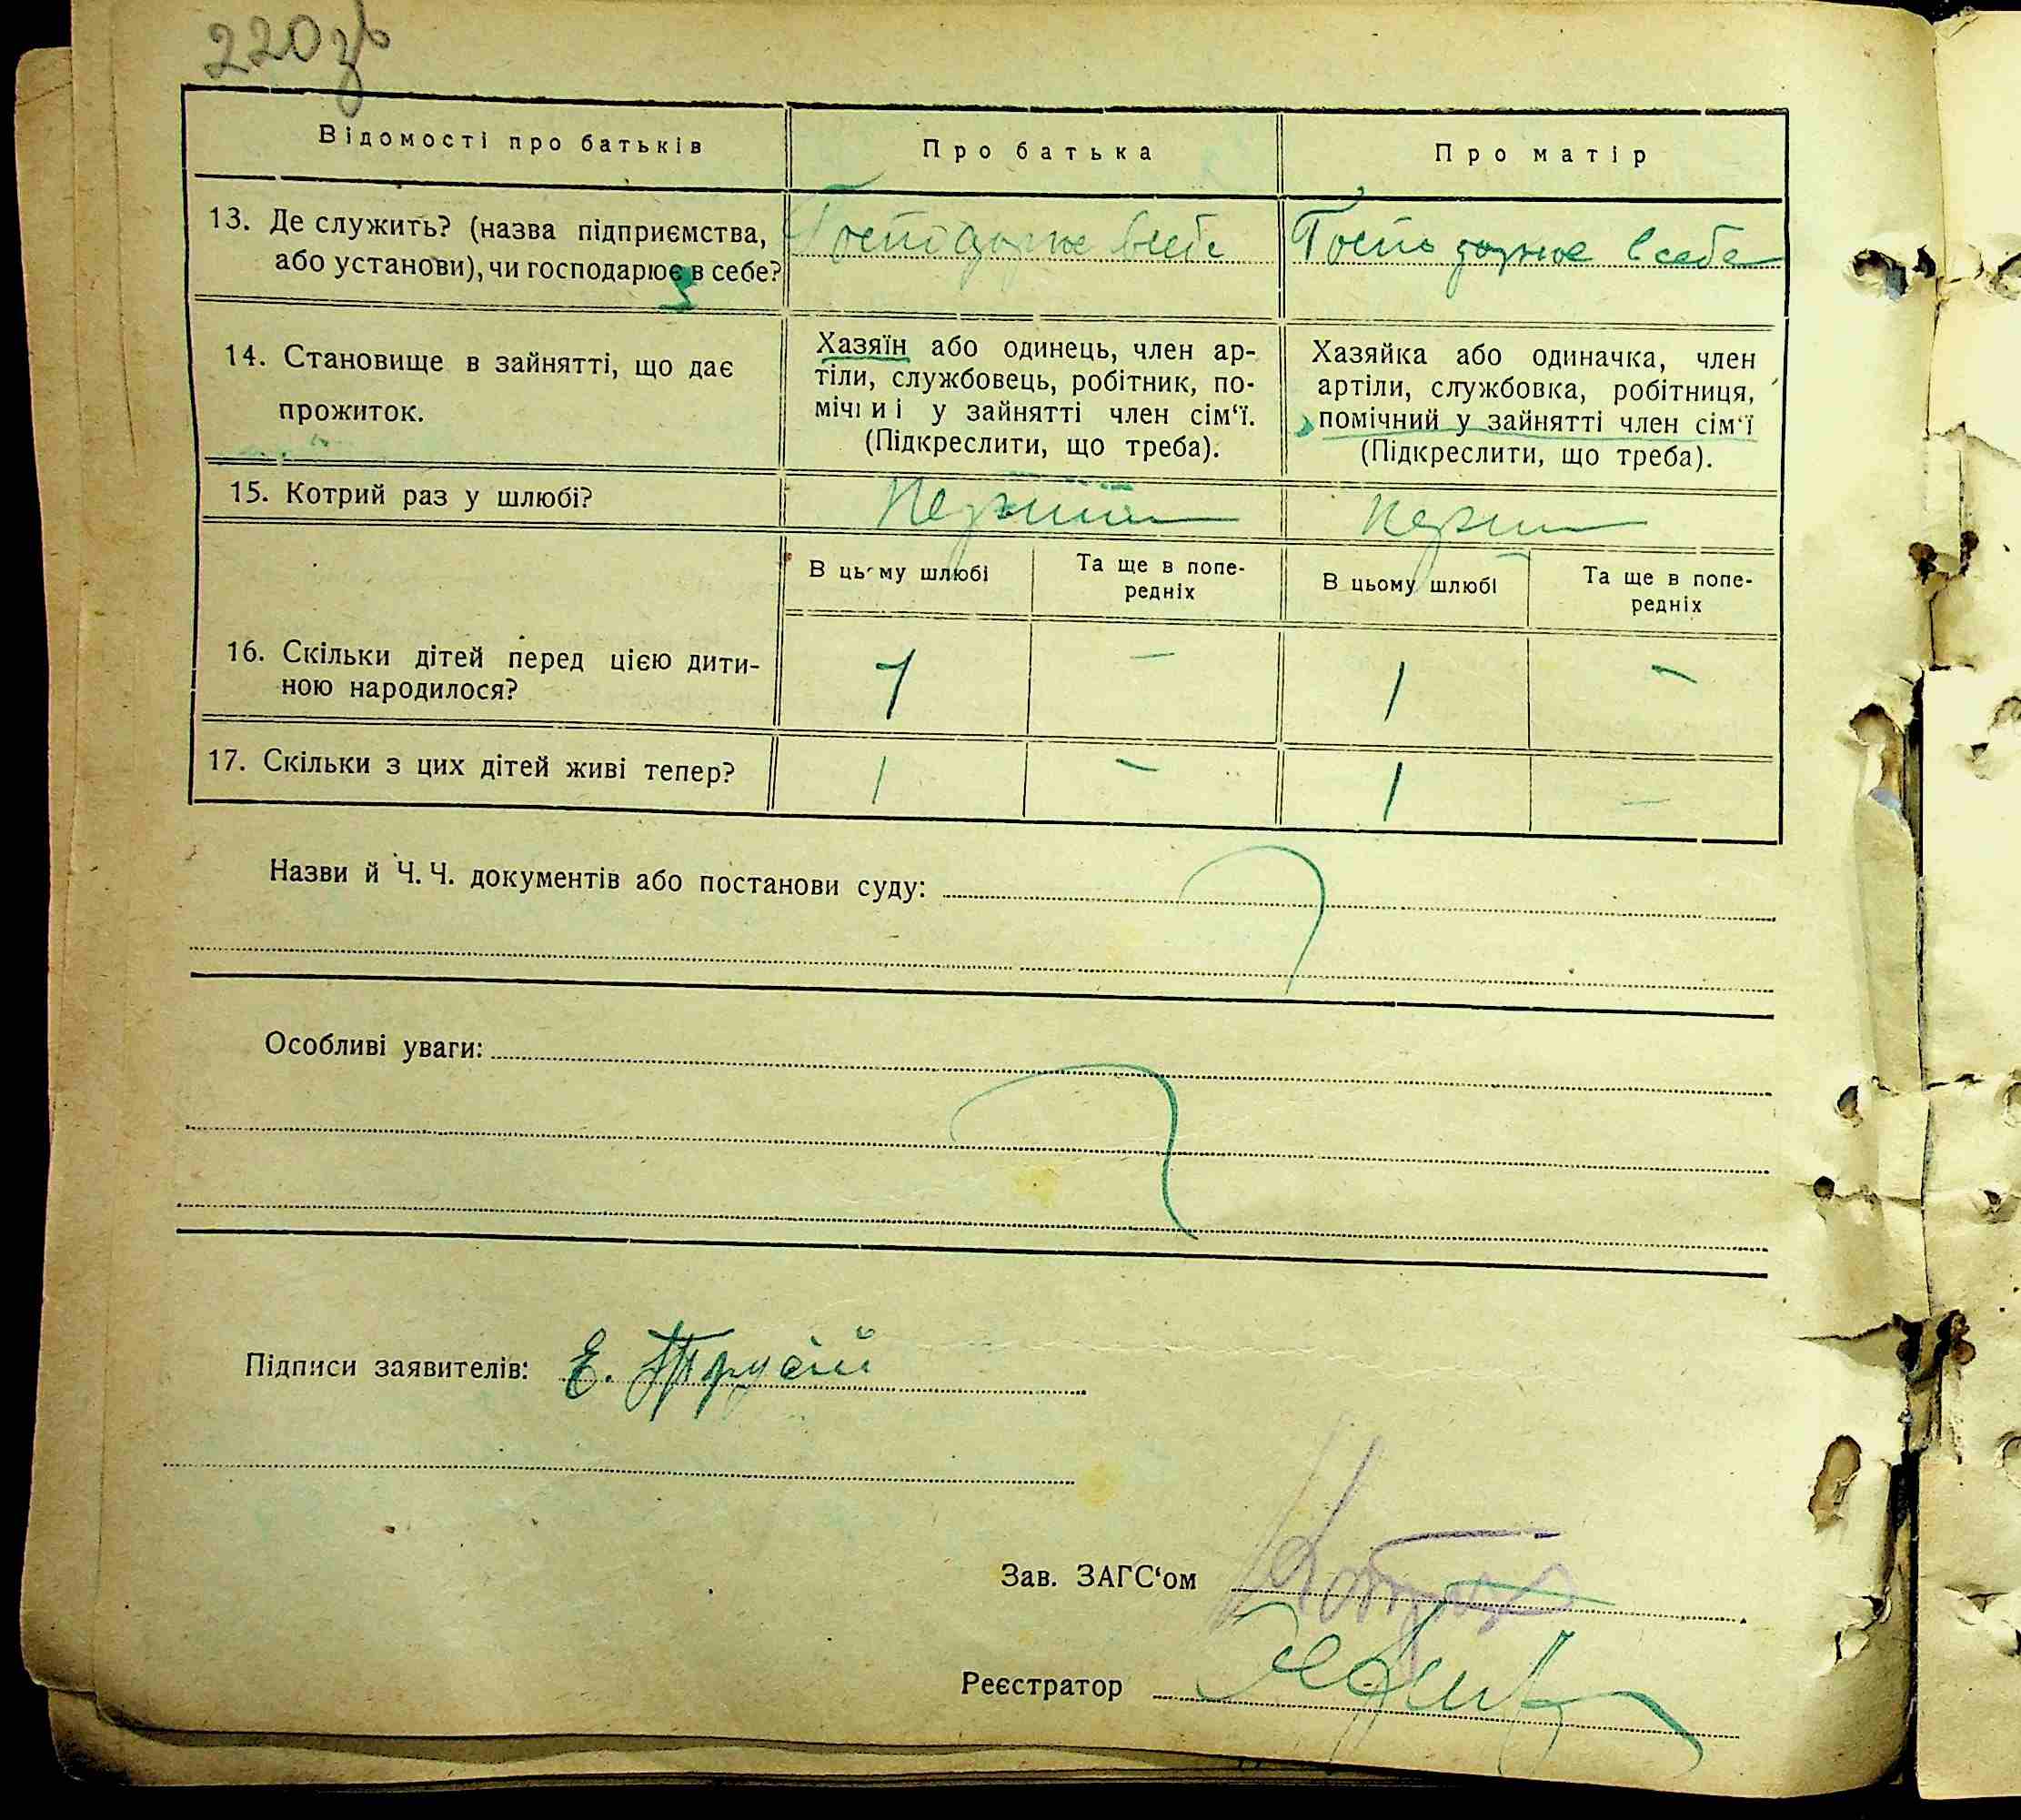 220зв
Відомості про батьків
Про батька
Про матір
13. Де служить? (назва підприємства,
або установи), чи господарює в себе?
Господарює в себе
Господарює в себе
14. Становище в зайнятті, що дає
прожиток.
Хазяїн або одинець, член ар-
тіли, службовець, робітник, по-
мічний у зайнятті член сім‘ї.
(Підкреслити, що треба).
Хазяйка або одиначка, член
артіли, службовка, робітниця,
помічний у зайнятті член сім‘ї
(Підкреслити, що треба).
15. Котрий раз у шлюбі?
В цьому шлюбі
Та ще в попе-
редніх
В цьому шлюбі
Та ще в попе-
редніх
16. Скільки дітей перед цією дити-
ною народилося?
1 — 1 —
17. Скільки з цих дітей живі тепер?
1 — 1 —
Назви й Ч. Ч. документів або постанови суду:
Особливі уваги:
Підписи заявителів: Е.
Зав. ЗАГС‘ом
Реєстратор